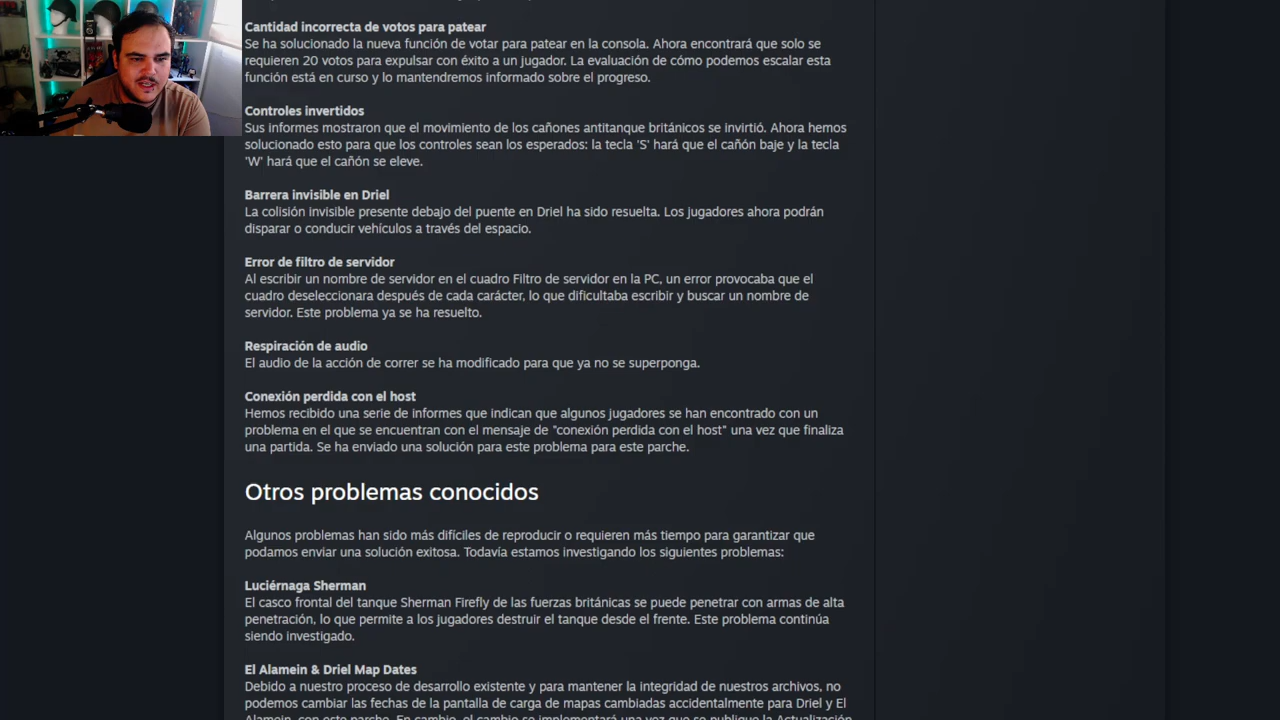 Cantidad incorrecta de votos para patear
Se ha solucionado la nueva función de votar para patear en la consola. Ahora encontrará que solo se
requieren 20 votos para expulsar con éxito a un jugador. La evaluación de cómo podemos escalar esta
función está en curso y lo mantendremos informado sobre el progreso.
Controles invertidos
Sus informes mostraron que el movimiento de los cañones antitanque británicos se invirtió. Ahora hemos
solucionado esto para que los controles sean los esperados: la tecla 'S' hará que el cañón baje y la tecla
'W' hará que el cañón se eleve.
Barrera invisible en Driel
La colisión invisible presente debajo del puente en Driel ha sido resuelta. Los jugadores ahora podrán
disparar o conducir vehículos a través del espacio.
Error de filtro de servidor
Al escribir un nombre de servidor en el cuadro Filtro de servidor en la PC, un error provocaba que el
cuadro deseleccionara después de cada carácter, lo que dificultaba escribir y buscar un nombre de
servidor. Este problema ya se ha resuelto.
Respiración de audio
El audio de la acción de correr se ha modificado para que ya no se superponga.
Conexión perdida con el host
Hemos recibido una serie de informes que indican que algunos jugadores se han encontrado con un
problema en el que se encuentran con el mensaje de "conexión perdida con el host" una vez que finaliza
una partida. Se ha enviado una solución para este problema para este parche.
Otros problemas conocidos
Algunos problemas han sido más difíciles de reproducir o requieren más tiempo para garantizar que
podamos enviar una solución exitosa. Todavía estamos investigando los siguientes problemas:
Luciérnaga Sherman
El casco frontal del tanque Sherman Firefly de las fuerzas británicas se puede penetrar con armas de alta
penetración, lo que permite a los jugadores destruir el tanque desde el frente. Este problema continúa
siendo investigado.
El Alamein & Driel Map Dates
Debido a nuestro proceso de desarrollo existente y para mantener la integridad de nuestros archivos, no
podemos cambiar las fechas de la pantalla de carga de mapas cambiadas accidentalmente para Driel y El
Alamein, con este parche. En cambio, el cambio se implementará una vez que se publique la Actualización